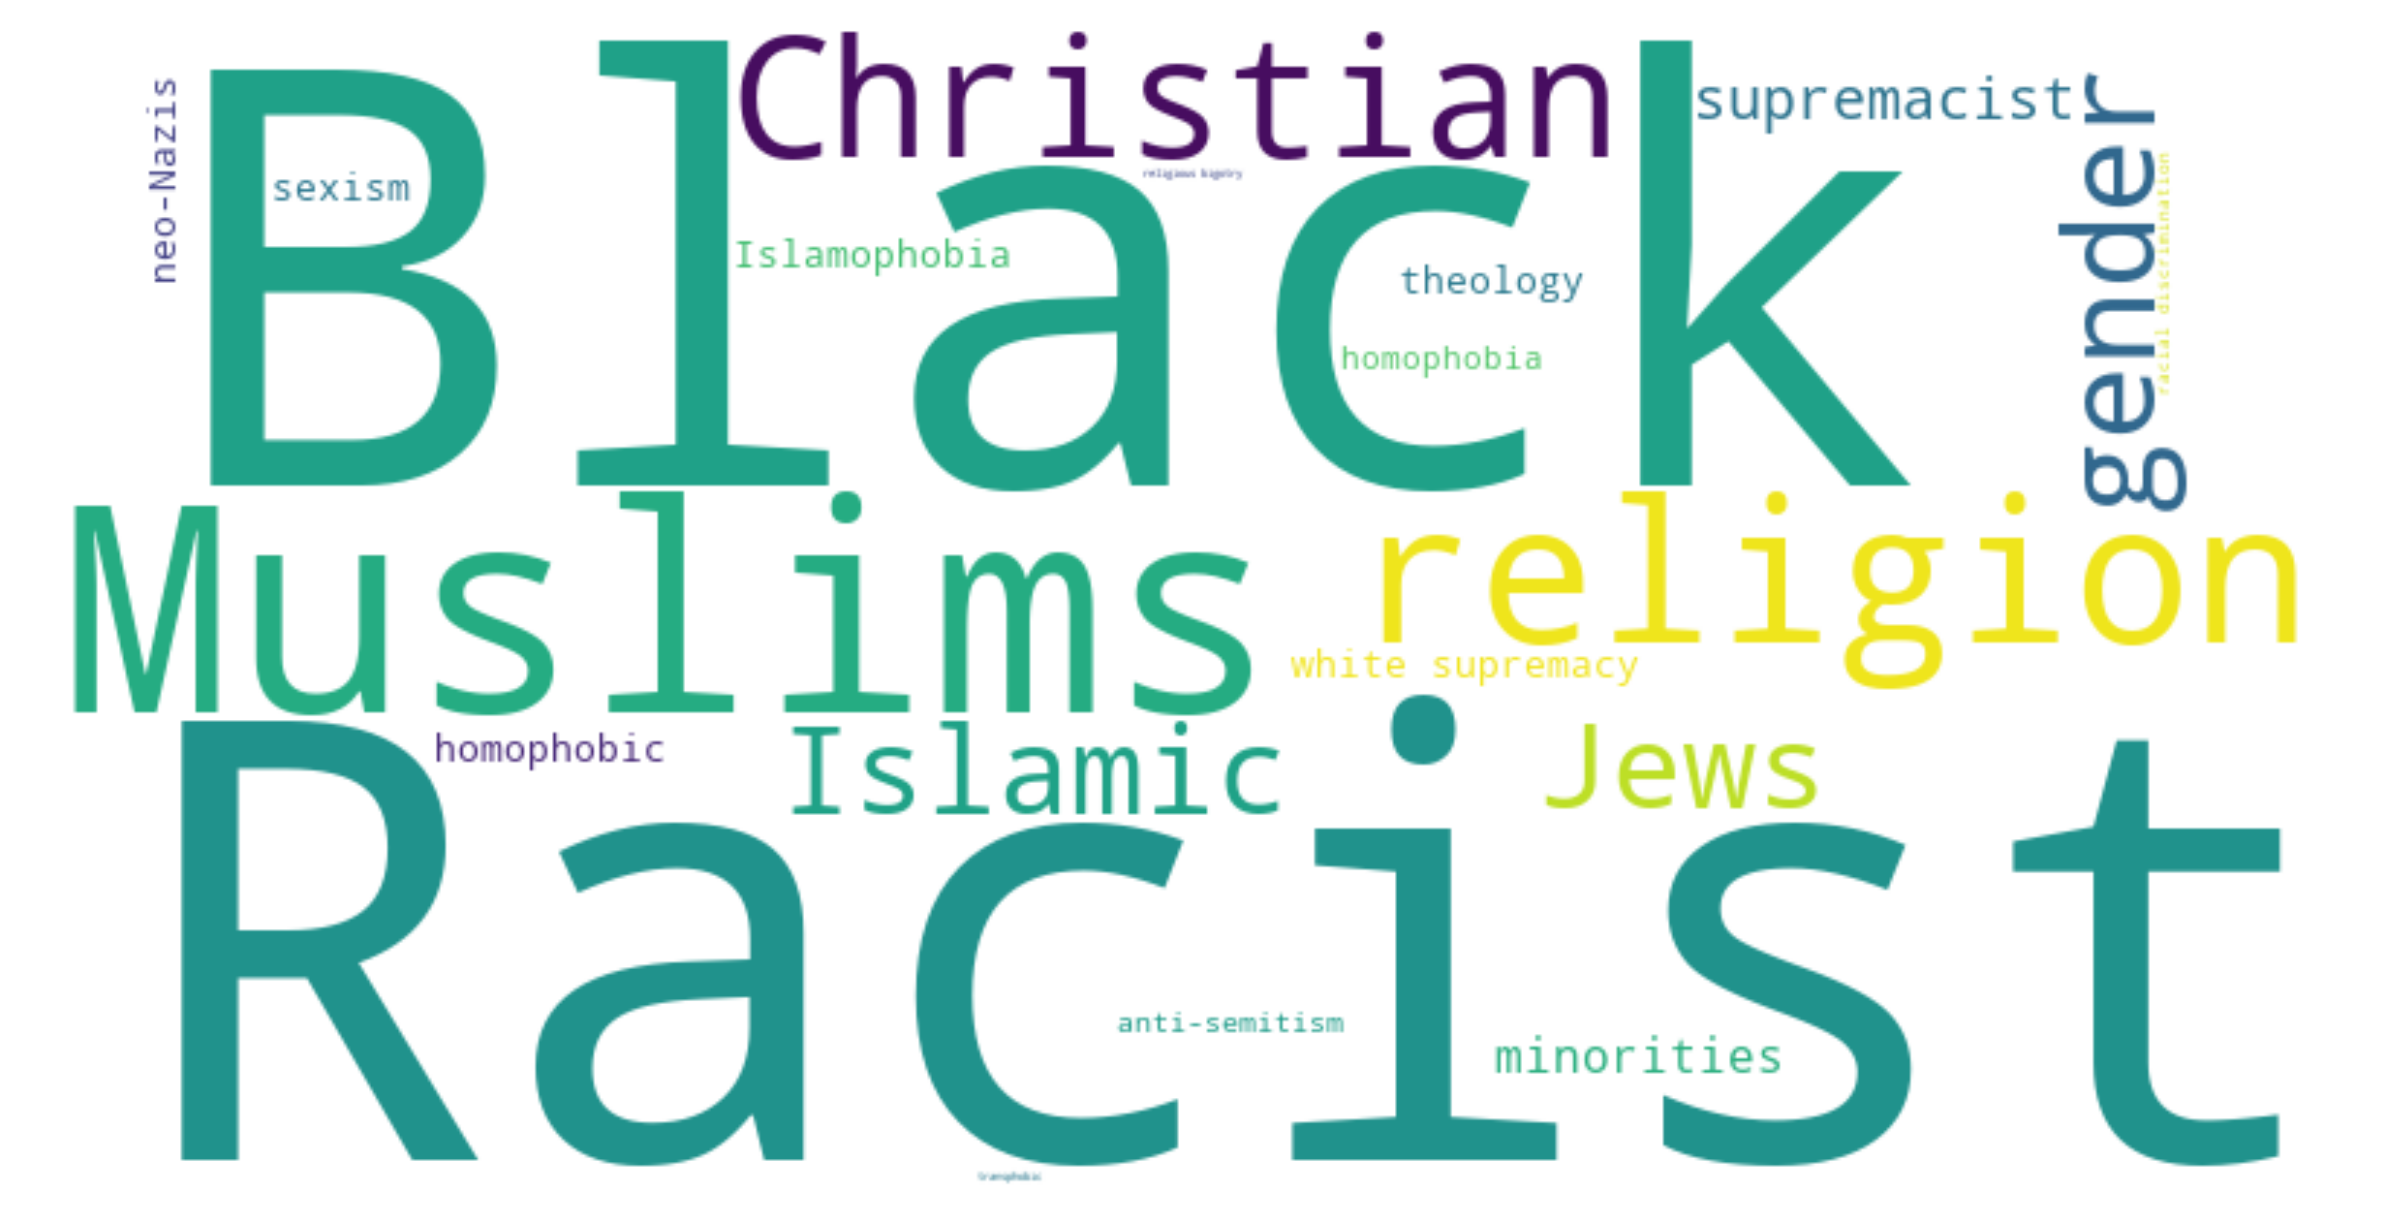 Christian
supremacist
neo-Nazis
Black
gender
sexism
religious bigotry
racial discrimination
Islamophobia
theology
homophobia
Muslims
religion
white supremacy
homophobic
Islamic
Jews
Racist
anti-semitism
minorities
transphobic